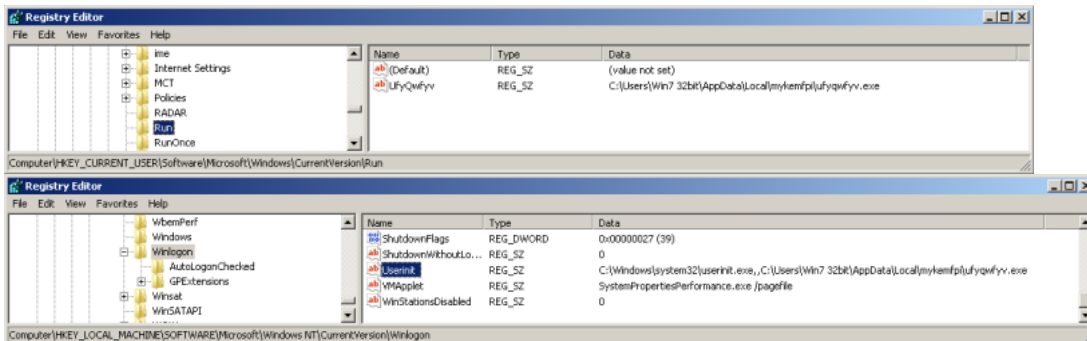 Registry Editor
File Edit View Favorites Help
ime
Internet Settings
MCT
Policies
RADAR
Run
RunOnce
Name Type Data
(Default) REG_SZ (value not set)
UfyQwfyv REG_SZ C:\Users\Win7 32bit\AppData\Local\mykemfpi\ufyqwfyv.exe
Computer\HKEY_CURRENT_USER\Software\Microsoft\Windows\CurrentVersion\Run
Registry Editor
File Edit View Favorites Help
WbemPerf
Windows
Winlogon
AutoLogonChecked
GPExtensions
Winsat
WinSATAPI
Name Type Data
ShutdownFlags REG_DWORD 0x00000027 (39)
ShutdownWithoutLo... REG_SZ 0
Userinit REG_SZ C:\Windows\system32\userinit.exe,,C:\Users\Win7 32bit\AppData\Local\mykemfpi\ufyqwfyv.exe
VMApplet REG_SZ SystemPropertiesPerformance.exe /pagefile
WinStationsDisabled REG_SZ 0
Computer\HKEY_LOCAL_MACHINE\SOFTWARE\Microsoft\Windows NT\CurrentVersion\Winlogon